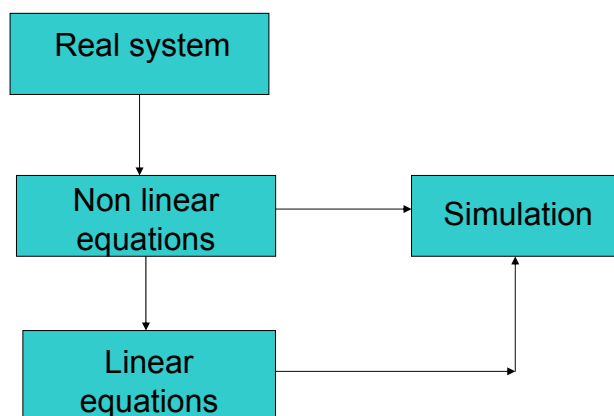 Real system
Non linear
equations
Simulation
Linear
equations